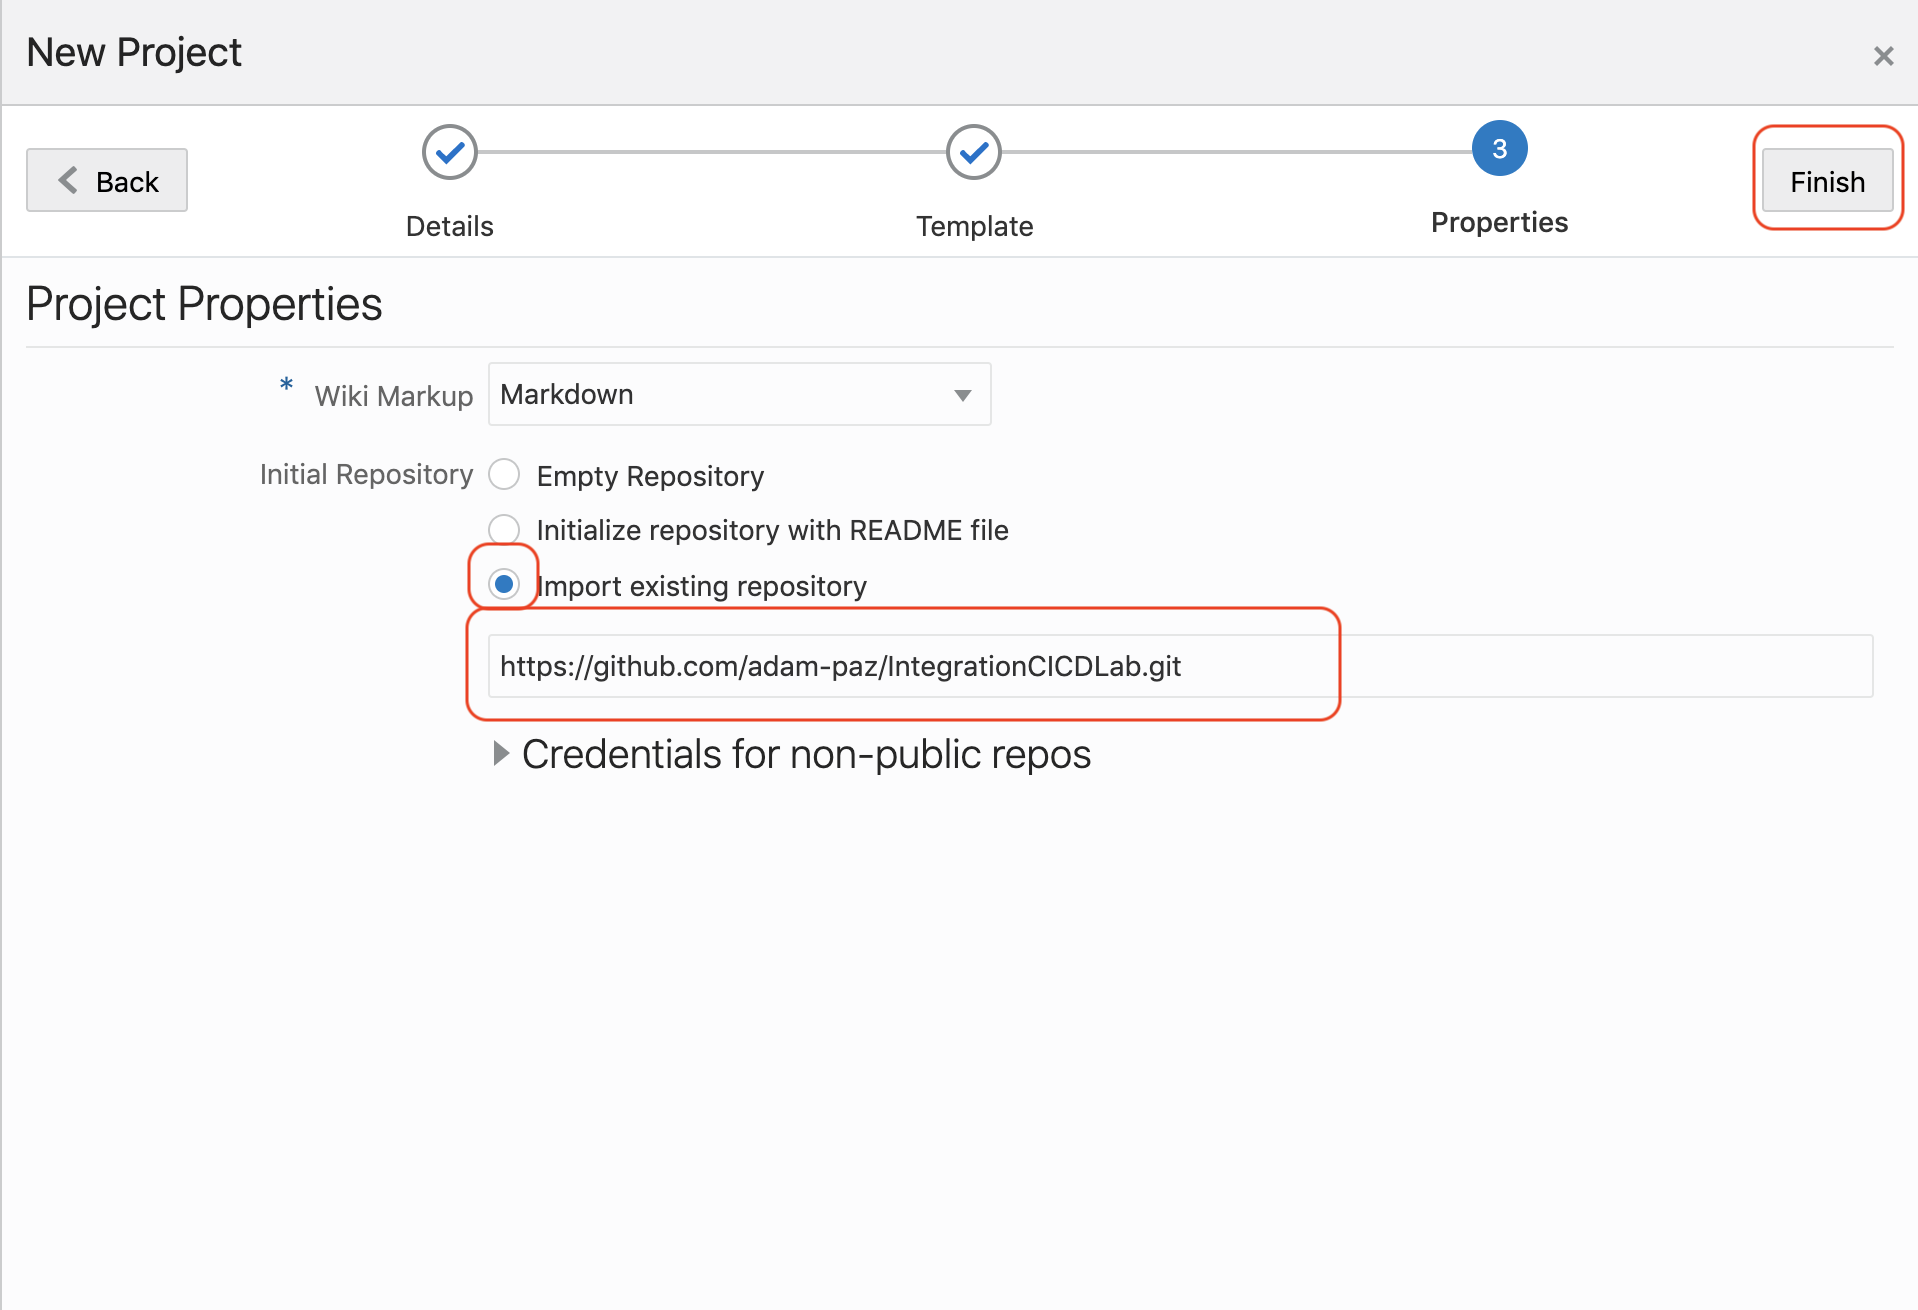 New Project
×
Back
3
Finish
Details
Template
Properties
Project Properties
* Wiki Markup Markdown
Initial Repository Empty Repository
Initialize repository with README file
Import existing repository
https://github.com/adam-paz/IntegrationCICDLab.git
Credentials for non-public repos